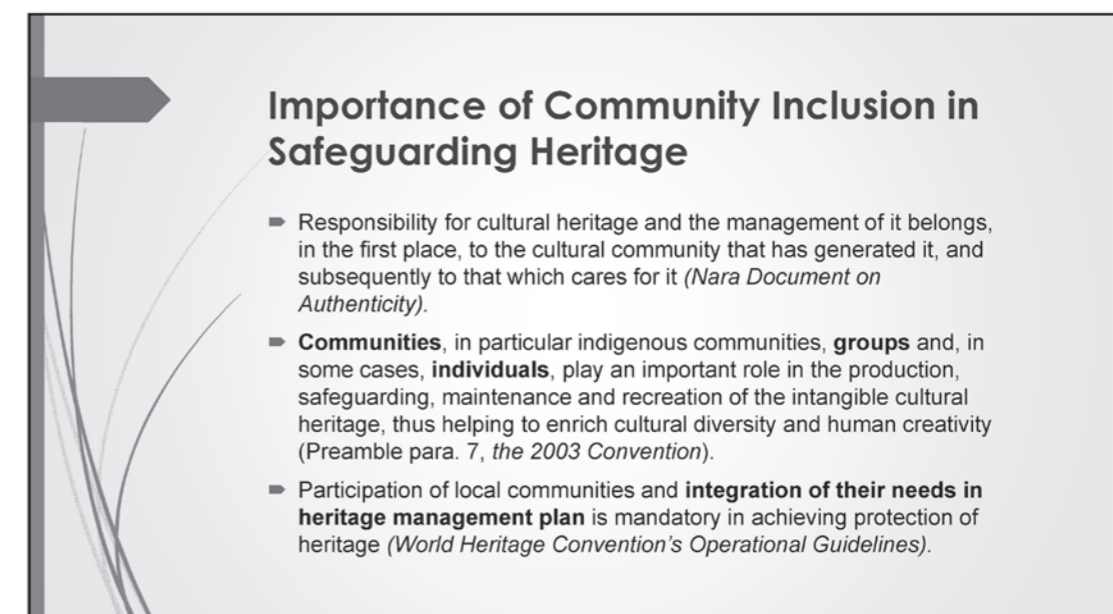 Importance of Community Inclusion in
Safeguarding Heritage
Responsibility for cultural heritage and the management of it belongs,
in the first place, to the cultural community that has generated it, and
subsequently to that which cares for it (Nara Document on
Authenticity).
Communities, in particular indigenous communities, groups and, in
some cases, individuals, play an important role in the production,
safeguarding, maintenance and recreation of the intangible cultural
heritage, thus helping to enrich cultural diversity and human creativity
(Preamble para. 7, the 2003 Convention).
Participation of local communities and integration of their needs in
heritage management plan is mandatory in achieving protection of
heritage (World Heritage Convention's Operational Guidelines).